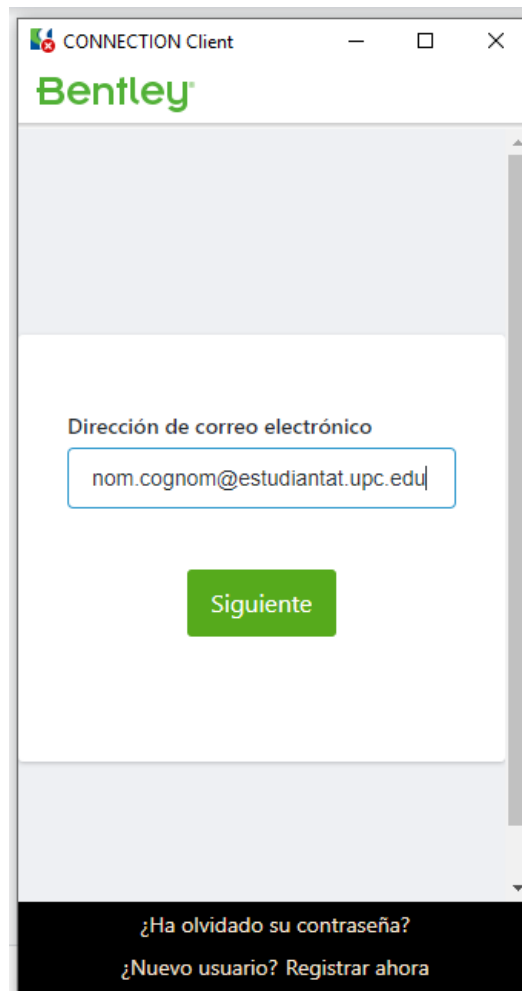 CONNECTION Client
Bentley®
Dirección de correo electrónico
nom.cognom@estudiantat.upc.edu
Siguiente
¿Ha olvidado su contraseña?
¿Nuevo usuario? Registrar ahora